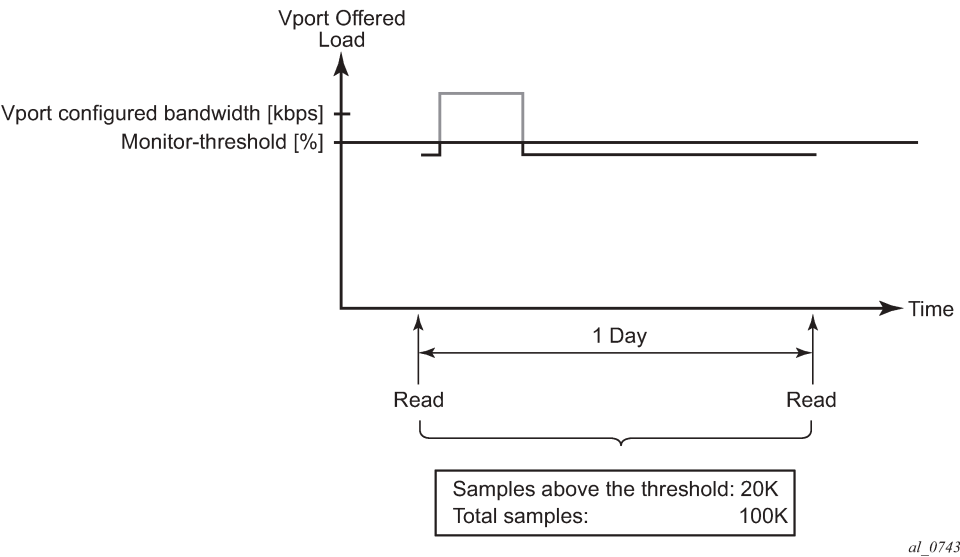 Vport Offered
Load
Vport configured bandwidth [kbps]
Monitor-threshold [%]
Time
1 Day
Read
Read
Samples above the threshold: 20K
Total samples: 100K
al_0743